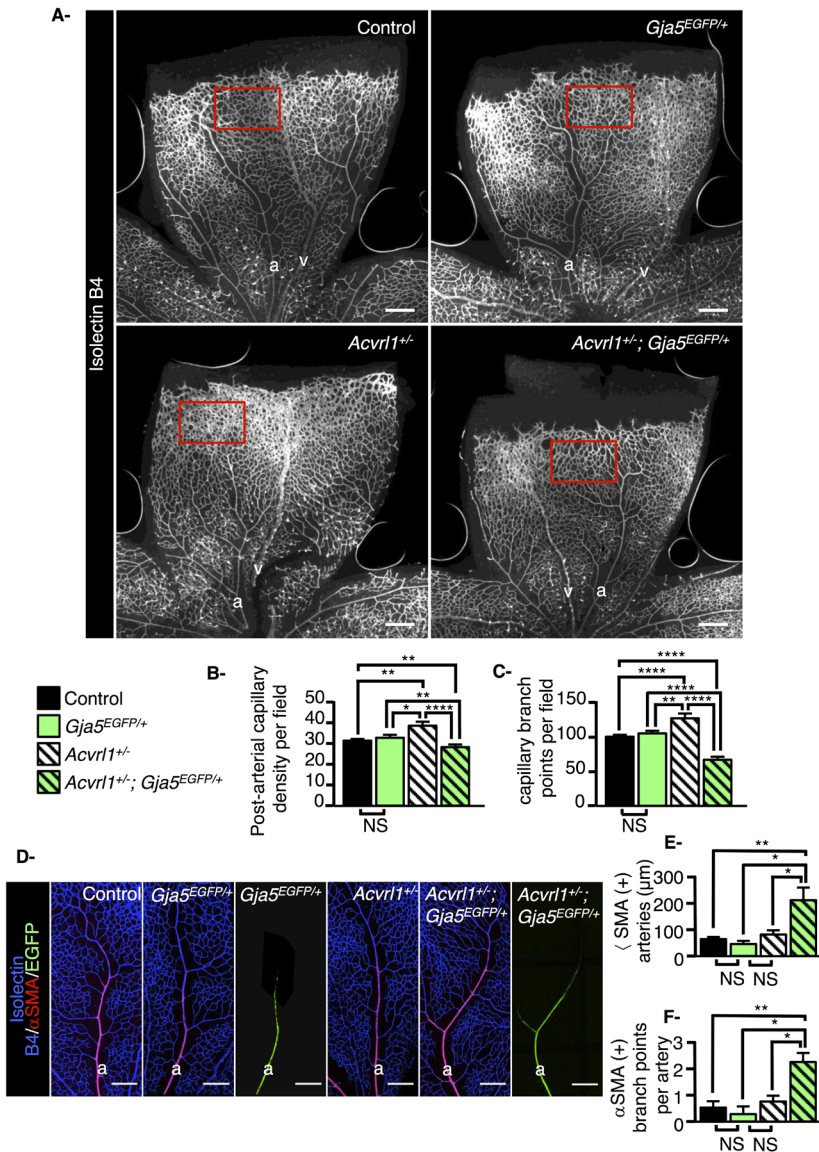 A-
Control
Gja5EGFP/+
Isolectin B4
a
v
a
v
Acvrl1+/-
Acvrl1+/-; Gja5EGFP/+
v
a
v
a
Control
Gja5EGFP/+
Acvrl1+/-
Acvrl1+/-; Gja5EGFP/+
B-
Post-arterial capillary
density per field
50
40
30
20
10
0
**
**
**
*
****
NS
C-
capillary branch
points per field
150
100
50
0
****
****
****
**
****
NS
D-
Isolectin
B4/αSMA/EGFP
Control
Gja5EGFP/+
Gja5EGFP/+
Acvrl1+/-
Acvrl1+/-;
Gja5EGFP/+
Acvrl1+/-;
Gja5EGFP/+
a
a
a
a
a
a
E-
〈 SMA (+)
arteries (μm)
300
200
100
0
**
*
*
NS
NS
F-
αSMA (+)
branch points
per artery
3
2
1
0
**
*
*
NS
NS